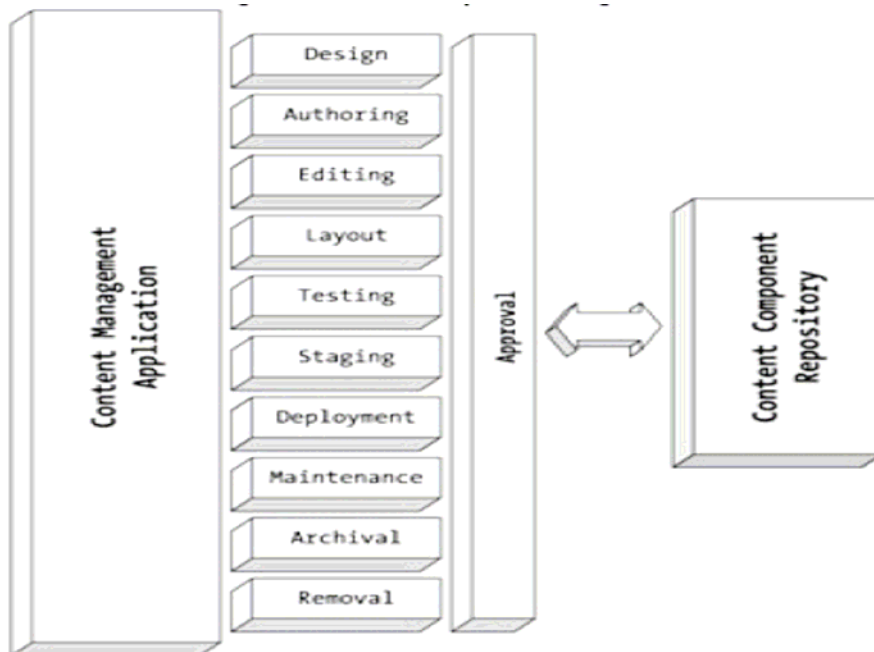 Content Management
Application
Design
Authoring
Editing
Layout
Testing
Staging
Deployment
Maintenance
Archival
Removal
Approval
Content Component
Repository